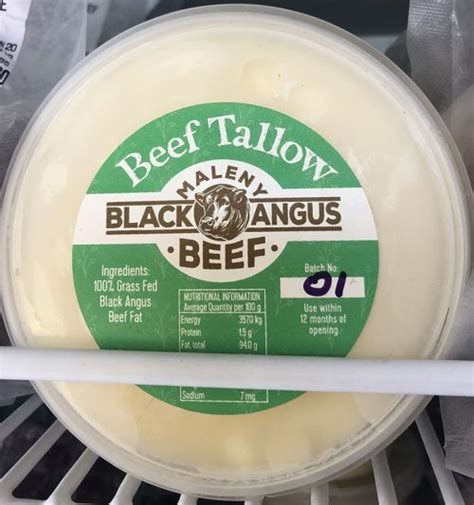 Beef Tallow
MALENY
BLACK ANGUS
·BEEF·
Ingredients:
100% Grass Fed
Black Angus
Beef Fat
NUTRITIONAL INFORMATION
Average Quantity per 100 g
Energy 3570 kg
Protein 1.5 g
Fat, total 94.0 g
Sodium 7 mg
Batch No:
01
Use within
12 months of
opening